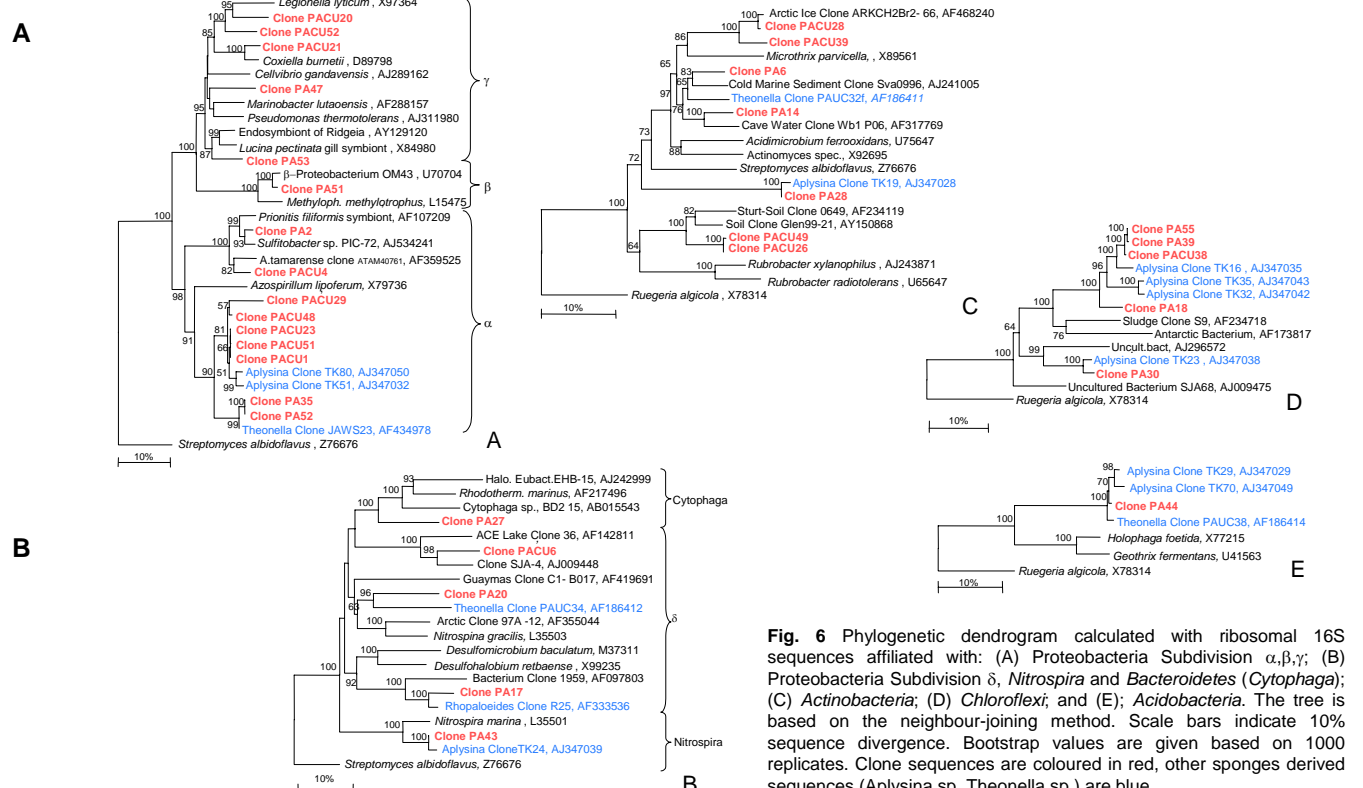 A
Legionella lyticum , X97364
95
100
Clone PACU20
85
Clone PACU52
Clone PACU21
100
Coxiella burnetii , D89798
Cellvibrio gandavensis, AJ289162
Clone PA47
γ
95
Marinobacter lutaoensis, AF288157
Pseudomonas thermotolerans, AJ311980
99
Endosymbiont of Ridgeia , AY129120
Lucina pectinata gill symbiont , X84980
87
Clone PA53
100
100
β–Proteobacterium OM43 , U70704
Clone PA51
100
β
Methyloph. methylotrophus, L15475
100
Prionitis filiformis symbiont, AF107209
99
Clone PA2
100
93
Sulfitobacter sp. PIC-72, AJ534241
A.tamarense clone ATAM40761, AF359525
82
Clone PACU4
Azospirillum lipoferum, X79736
98
Clone PACU29
57
Clone PACU48
81
Clone PACU23
α
91
66
Clone PACU51
Clone PACU1
90
51
Aplysina Clone TK80, AJ347050
99
Aplysina Clone TK51, AJ347032
100
Clone PA35
Clone PA52
99
Theonella Clone JAWS23, AF434978
Streptomyces albidoflavus , Z76676
A
10%
100
Arctic Ice Clone ARKCH2Br2- 66, AF468240
100
Clone PACU28
86
Clone PACU39
Microthrix parvicella, , X89561
65
83
Clone PA6
65
Cold Marine Sediment Clone Sva0996, AJ241005
97
Theonella Clone PAUC32f, AF186411
76
100
Clone PA14
Cave Water Clone Wb1 P06, AF317769
73
Acidimicrobium ferrooxidans, U75647
88
Actinomyces spec., X92695
72
Streptomyces albidoflavus, Z76676
100
Aplysina Clone TK19, AJ347028
Clone PA28
100
82
Sturt-Soil Clone 0649, AF234119
Soil Clone Glen99-21, AY150868
100
Clone PACU49
64
Clone PACU26
100
Rubrobacter xylanophilus , AJ243871
Rubrobacter radiotolerans , U65647
Ruegeria algicola , X78314
C
10%
Clone PA55
100
Clone PA39
100
100
Clone PACU38
96
Aplysina Clone TK16 , AJ347035
100
Aplysina Clone TK35, AJ347043
100
Aplysina Clone TK32, AJ347042
100
Clone PA18
Sludge Clone S9, AF234718
64
76
Antarctic Bacterium, AF173817
Uncult.bact, AJ296572
99
100
100
Aplysina Clone TK23 , AJ347038
Clone PA30
Uncultured Bacterium SJA68, AJ009475
Ruegeria algicola, X78314
D
10%
B
93
Halo. Eubact.EHB-15, AJ242999
100
Rhodotherm. marinus, AF217496
100
Cytophaga sp., BD2 15, AB015543
Cytophaga
Clone PA27
ACE Lake Clone 36, AF142811
100
98
Clone PACU6
Clone SJA-4, AJ009448
Guaymas Clone C1- B017, AF419691
96
Clone PA20
63
Theonella Clone PAUC34, AF186412
Arctic Clone 97A -12, AF355044
δ
100
Nitrospina gracilis, L35503
Desulfomicrobium baculatum, M37311
100
Desulfohalobium retbaense , X99235
100
Bacterium Clone 1959, AF097803
92
100
Clone PA17
100
Rhopaloeides Clone R25, AF333536
Nitrospira marina , L35501
100
Clone PA43
100
Aplysina CloneTK24, AJ347039
Nitrospira
Streptomyces albidoflavus, Z76676
10%
B
98
Aplysina Clone TK29, AJ347029
70
Aplysina Clone TK70, AJ347049
100
Clone PA44
100
Theonella Clone PAUC38, AF186414
100
Holophaga foetida, X77215
Geothrix fermentans, U41563
Ruegeria algicola, X78314
E
10%
Fig. 6 Phylogenetic dendrogram calculated with ribosomal 16S
sequences affiliated with: (A) Proteobacteria Subdivision α,β,γ; (B)
Proteobacteria Subdivision δ, Nitrospira and Bacteroidetes (Cytophaga);
(C) Actinobacteria; (D) Chloroflexi; and (E); Acidobacteria. The tree is
based on the neighbour-joining method. Scale bars indicate 10%
sequence divergence. Bootstrap values are given based on 1000
replicates. Clone sequences are coloured in red, other sponges derived
sequences (Aplysina sp, Theonella sp.) are blue